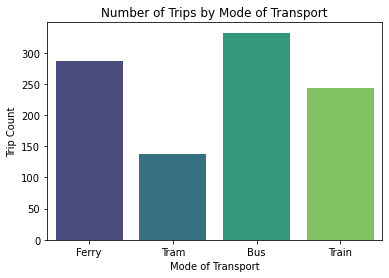 Number of Trips by Mode of Transport
Trip Count
300
250
200
150
100
50
0
Ferry Tram Bus Train
Mode of Transport